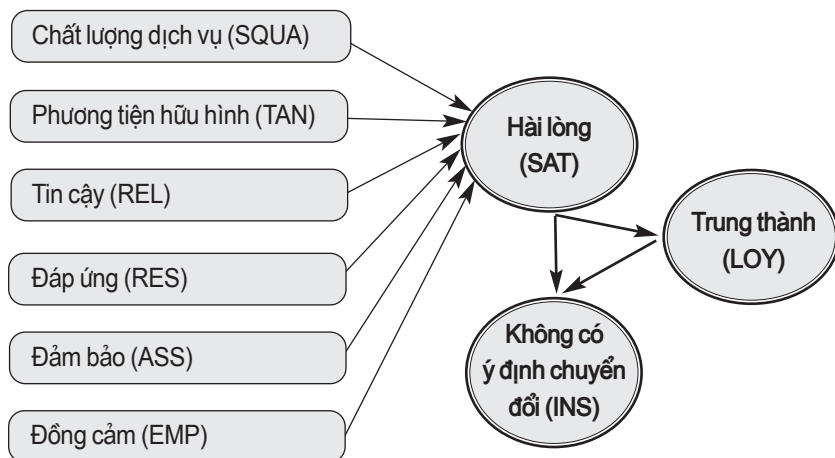 Chất lượng dịch vụ (SQUA)
Phương tiện hữu hình (TAN)
Tin cậy (REL)
Đáp ứng (RES)
Đảm bảo (ASS)
Đồng cảm (EMP)
Hài lòng
(SAT)
Trung thành
(LOY)
Không có
ý định chuyển
đổi (INS)